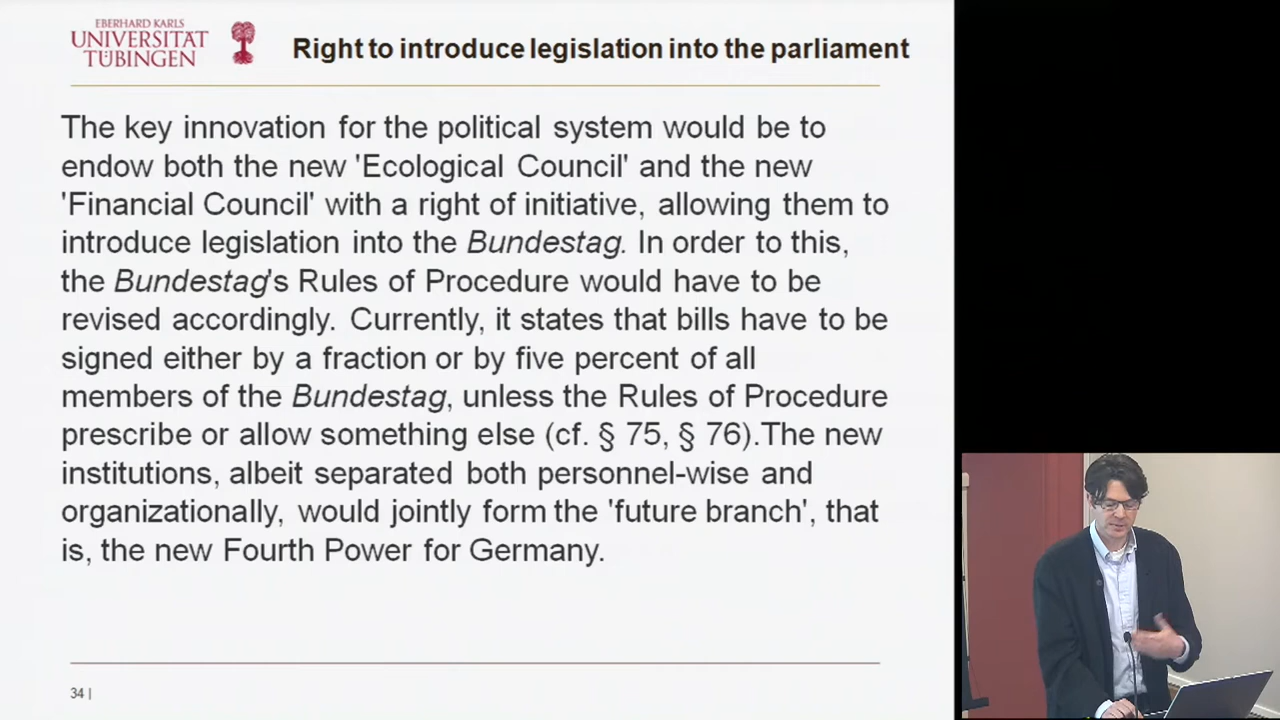 EBERHARD KARLS
UNIVERSITÄT
TÜBINGEN
Right to introduce legislation into the parliament
The key innovation for the political system would be to
endow both the new 'Ecological Council' and the new
'Financial Council' with a right of initiative, allowing them to
introduce legislation into the Bundestag. In order to this,
the Bundestag's Rules of Procedure would have to be
revised accordingly. Currently, it states that bills have to be
signed either by a fraction or by five percent of all
members of the Bundestag, unless the Rules of Procedure
prescribe or allow something else (cf. § 75, § 76).The new
institutions, albeit separated both personnel-wise and
organizationally, would jointly form the 'future branch', that
is, the new Fourth Power for Germany.
34 |